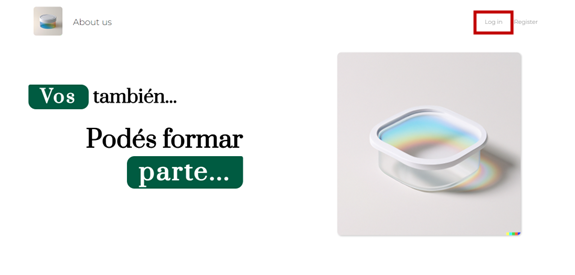 About us
Log in
Register
Vos también...
Podés formar
parte...